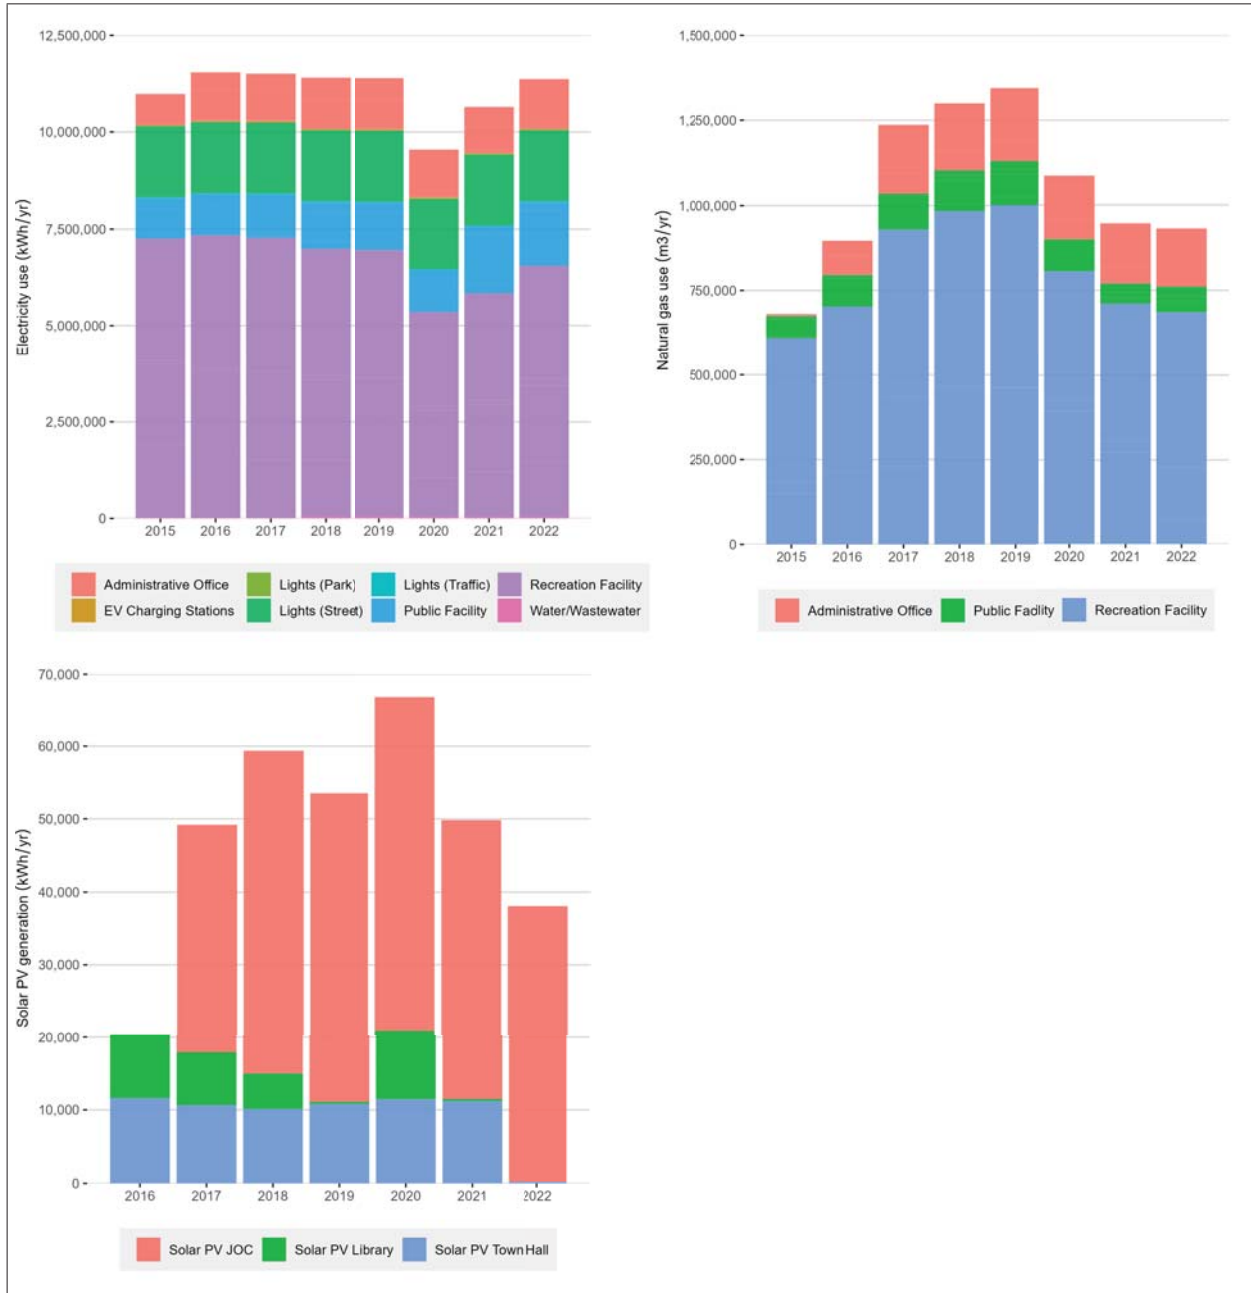 12,500,000
10,000,000
7,500,000
5,000,000
2,500,000
0
Electricity use (kWh/yr)
2015 2016 2017 2018 2019 2020 2021 2022
Administrative Office Lights (Park) Lights (Traffic) Recreation Facility
EV Charging Stations Lights (Street) Public Facility Water/Wastewater
1,500,000
1,250,000
1,000,000
750,000
500,000
250,000
0
Natural gas use (m3/yr)
2015 2016 2017 2018 2019 2020 2021 2022
Administrative Office Public Facility Recreation Facility
70,000
60,000
50,000
40,000
30,000
20,000
10,000
0
Solar PV generation (kWh/yr)
2016 2017 2018 2019 2020 2021 2022
Solar PV JOC Solar PV Library Solar PV Town Hall